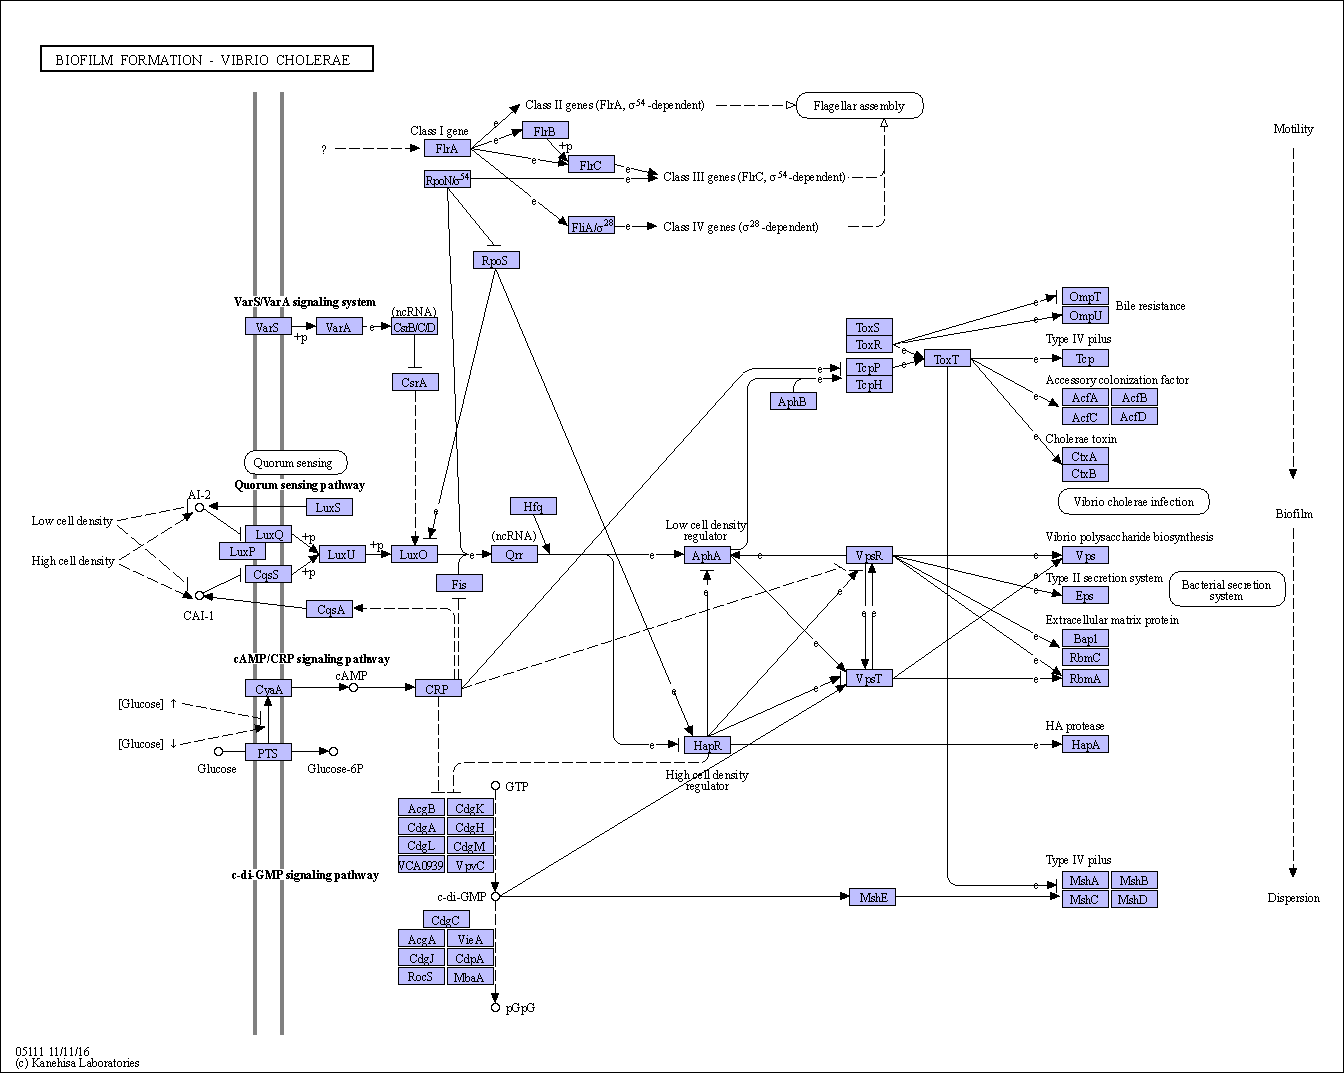 BIOFILM FORMATION - VIBRIO CHOLERAE
Class II genes (FlrA, σ54 -dependent)
Flagellar assembly
Class I gene
FlrB
e
e
+p
Motility
?
FlrA
e
FlrC
e
RpoN/σ54
e
Class III genes (FlrC, σ54-dependent)
e
FliA/σ28
e
Class IV genes (σ28 -dependent)
RpoS
VarS/VarA signaling system
(ncRNA)
VarS
+p
VarA
e
CsrB/C/D
CsrA
ToxS
ToxR
e
e
e
OmpT
OmpU
Bile resistance
Type IV pilus
TcpP
TcpH
e
e
e
ToxT
e
Tcp
AphB
Accessory colonization factor
e
AcfA
AcfB
AcfC
AcfD
e
Cholerae toxin
CtxA
CtxB
Vibrio cholerae infection
Quorum sensing
Quorum sensing pathway
AI-2
LuxS
Hfq
e
Biofilm
Low cell density
High cell density
LuxQ
LuxP
+p
LuxU
+p
LuxO
e
(ncRNA)
Qrr
e
Low cell density
regulator
AphA
e
VpsR
e
Vibrio polysaccharide biosynthesis
Vps
CqsS
+p
Fis
Type II secretion system
e
Eps
Bacterial secretion
system
CAI-1
CqsA
e
e
e
e
Extracellular matrix protein
e
Bap1
e
RbmC
e
RbmA
e
cAMP/CRP signaling pathway
cAMP
CyaA
CRP
e
e
VpsT
[Glucose] ↑
[Glucose] ↓
PTS
Glucose
Glucose-6P
e
HapR
e
HA protease
HapA
High cell density
regulator
GTP
AcgB
CdgK
CdgA
CdgH
CdgL
CdgM
VCA0939
VpvC
c-di-GMP signaling pathway
c-di-GMP
MshE
Type IV pilus
e
MshA
MshB
MshC
MshD
Dispersion
CdgC
AcgA
VieA
CdgJ
CdpA
RocS
MbaA
pGpG
05111 11/11/16
(c) Kanehisa Laboratories